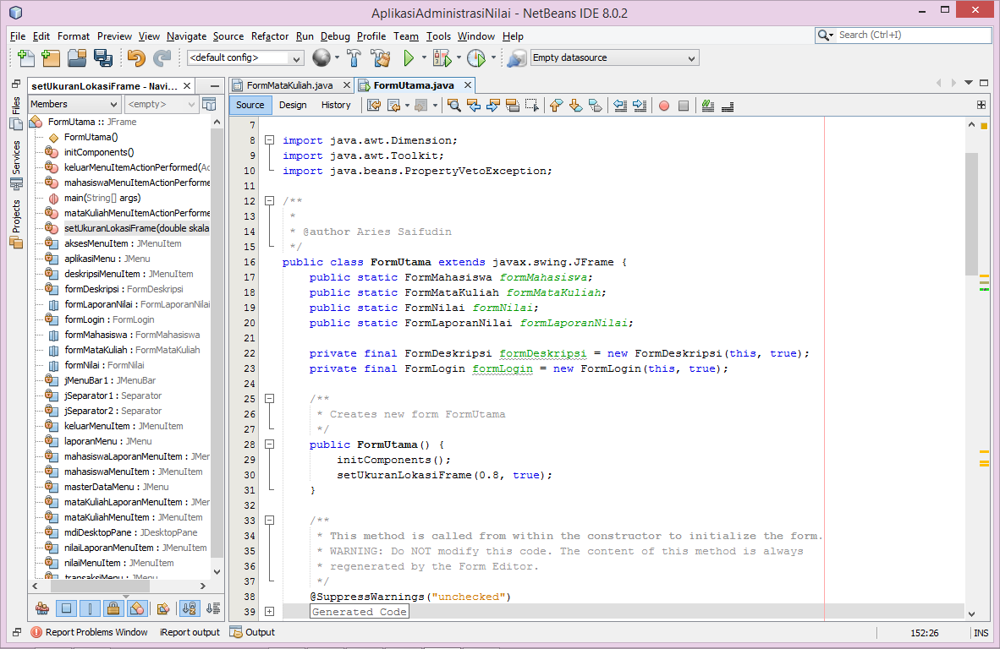 AplikasiAdministrasiNilai - NetBeans IDE 8.0.2
File Edit Format Preview View Navigate Source Refactor Run Debug Profile Team Tools Window Help
Search (Ctrl+I)
<default config>
Empty datasource
setUkuranLokasiFrame - Navi...
FormMataKuliah.java
FormUtama.java
Members
<empty>
Source Design History
Files
Services
Projects
FormUtama :: JFrame
FormUtama()
initComponents()
keluarMenuItemActionPerformed(Ac
mahasiswaMenuItemActionPerforme
main(String[] args)
mataKuliahMenuItemActionPerforme
setUkuranLokasiFrame(double skala
aksesMenuItem : JMenuItem
aplikasiMenu : JMenu
deskripsiMenuItem : JMenuItem
formDeskripsi : FormDeskripsi
formLaporanNilai : FormLaporanNilai
formLogin : FormLogin
formMahasiswa : FormMahasiswa
formMataKuliah : FormMataKuliah
formNilai : FormNilai
jMenuBar1 : JMenuBar
jSeparator1 : Separator
jSeparator2 : Separator
keluarMenuItem : JMenuItem
laporanMenu : JMenu
mahasiswaLaporanMenuItem : JMer
mahasiswaMenuItem : JMenuItem
masterDataMenu : JMenu
mataKuliahLaporanMenuItem : JMer
mataKuliahMenuItem : JMenuItem
mdiDesktopPane : JDesktopPane
nilaiLaporanMenuItem : JMenuItem
nilaiMenuItem : JMenuItem
transaksiMenu : JMenu
7
8 import java.awt.Dimension;
9 import java.awt.Toolkit;
10 import java.beans.PropertyVetoException;
11
12 /**
13 *
14 * @author Aries Saifudin
15 */
16 public class FormUtama extends javax.swing.JFrame {
17 public static FormMahasiswa formMahasiswa;
18 public static FormMataKuliah formMataKuliah;
19 public static FormNilai formNilai;
20 public static FormLaporanNilai formLaporanNilai;
21
22 private final FormDeskripsi formDeskripsi = new FormDeskripsi(this, true);
23 private final FormLogin formLogin = new FormLogin(this, true);
24
25 /**
26 * Creates new form FormUtama
27 */
28 public FormUtama() {
29 initComponents();
30 setUkuranLokasiFrame(0.8, true);
31 }
32
33 /**
34 * This method is called from within the constructor to initialize the form.
35 * WARNING: Do NOT modify this code. The content of this method is always
36 * regenerated by the Form Editor.
37 */
38 @SuppressWarnings("unchecked")
39 Generated Code
Report Problems Window
iReport output
Output
152:26
INS